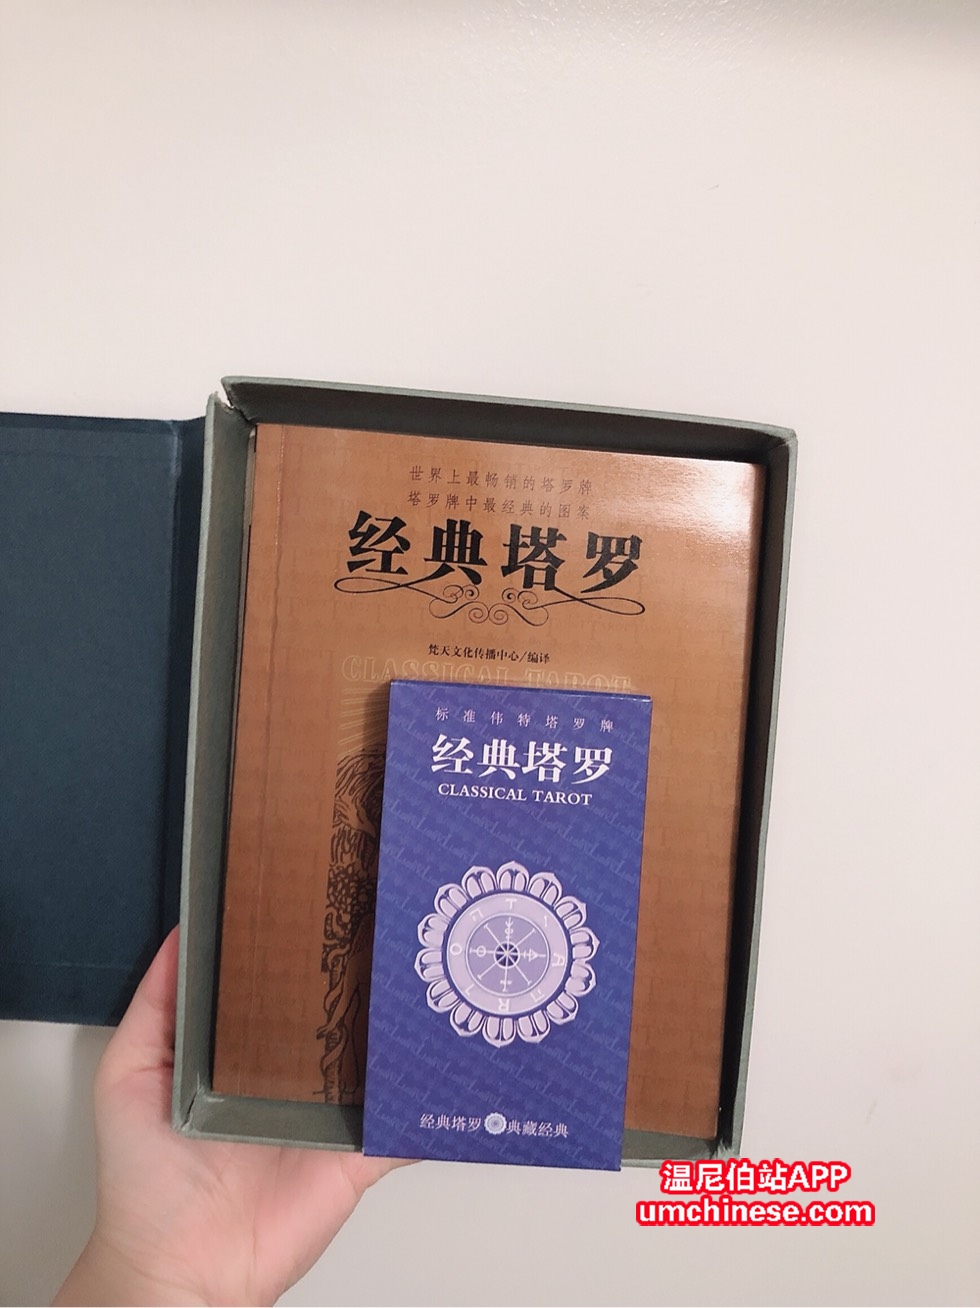 世界上最畅销的塔罗牌
塔罗牌中最经典的图案
经典塔罗
梵天文化传播中心/编译
CLASSICAL TAROT
标准伟特塔罗牌
经典塔罗
CLASSICAL TAROT
经典塔罗 典藏经典
温尼伯站APP
umchinese.com